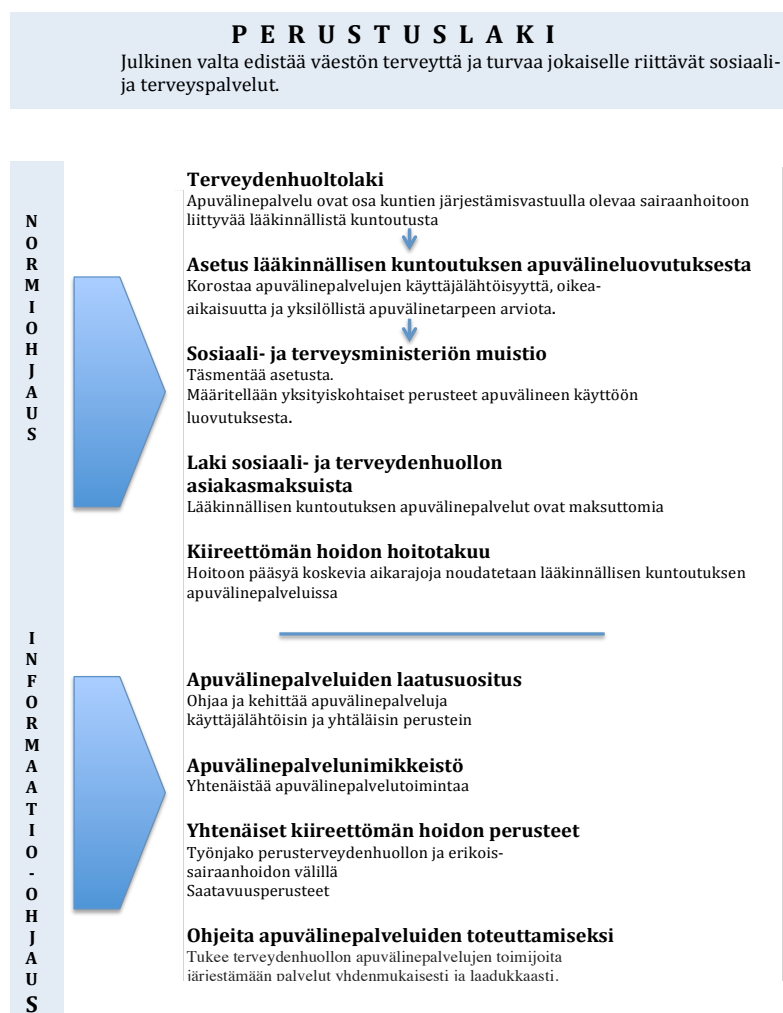 PERUSTUSLAKI
Julkinen valta edistää väestön terveyttä ja turvaa jokaiselle riittävät sosiaali-
ja terveyspalvelut.
NORMIOHJAUS
Terveydenhuoltolaki
Apuvälinepalvelu ovat osa kuntien järjestämisvastuulla olevaa sairaanhoitoon
liittyvää lääkinnällistä kuntoutusta
Asetus lääkinnällisen kuntoutuksen apuvälineluovutuksesta
Korostaa apuvälinepalvelujen käyttäjälähtöisyyttä, oikea-
aikaisuutta ja yksilöllistä apuvälinetarpeen arviota.
Sosiaali- ja terveysministeriön muistio
Täsmentää asetusta.
Määritellään yksityiskohtaiset perusteet apuvälineen käyttöön
luovutuksesta.
Laki sosiaali- ja terveydenhuollon
asiakasmaksuista
Lääkinnällisen kuntoutuksen apuvälinepalvelut ovat maksuttomia
Kiireettömän hoidon hoitotakuu
Hoitoon pääsyä koskevia aikarajoja noudatetaan lääkinnällisen kuntoutuksen
apuvälinepalveluissa
INFORMAATIO-OHJAUS
Apuvälinepalveluiden laatusuositus
Ohjaa ja kehittää apuvälinepalveluja
käyttäjälähtöisin ja yhtäläisin perustein
Apuvälinepalvelunimikkeistö
Yhtenäistää apuvälinepalvelutoimintaa
Yhtenäiset kiireettömän hoidon perusteet
Työnjako perusterveydenhuollon ja erikois-
sairaanhoidon välillä
Saatavuusperusteet
Ohjeita apuvälinepalveluiden toteuttamiseksi
Tukee terveydenhuollon apuvälinepalvelujen toimijoita
järjestämään palvelut yhdenmukaisesti ja laadukkaasti.